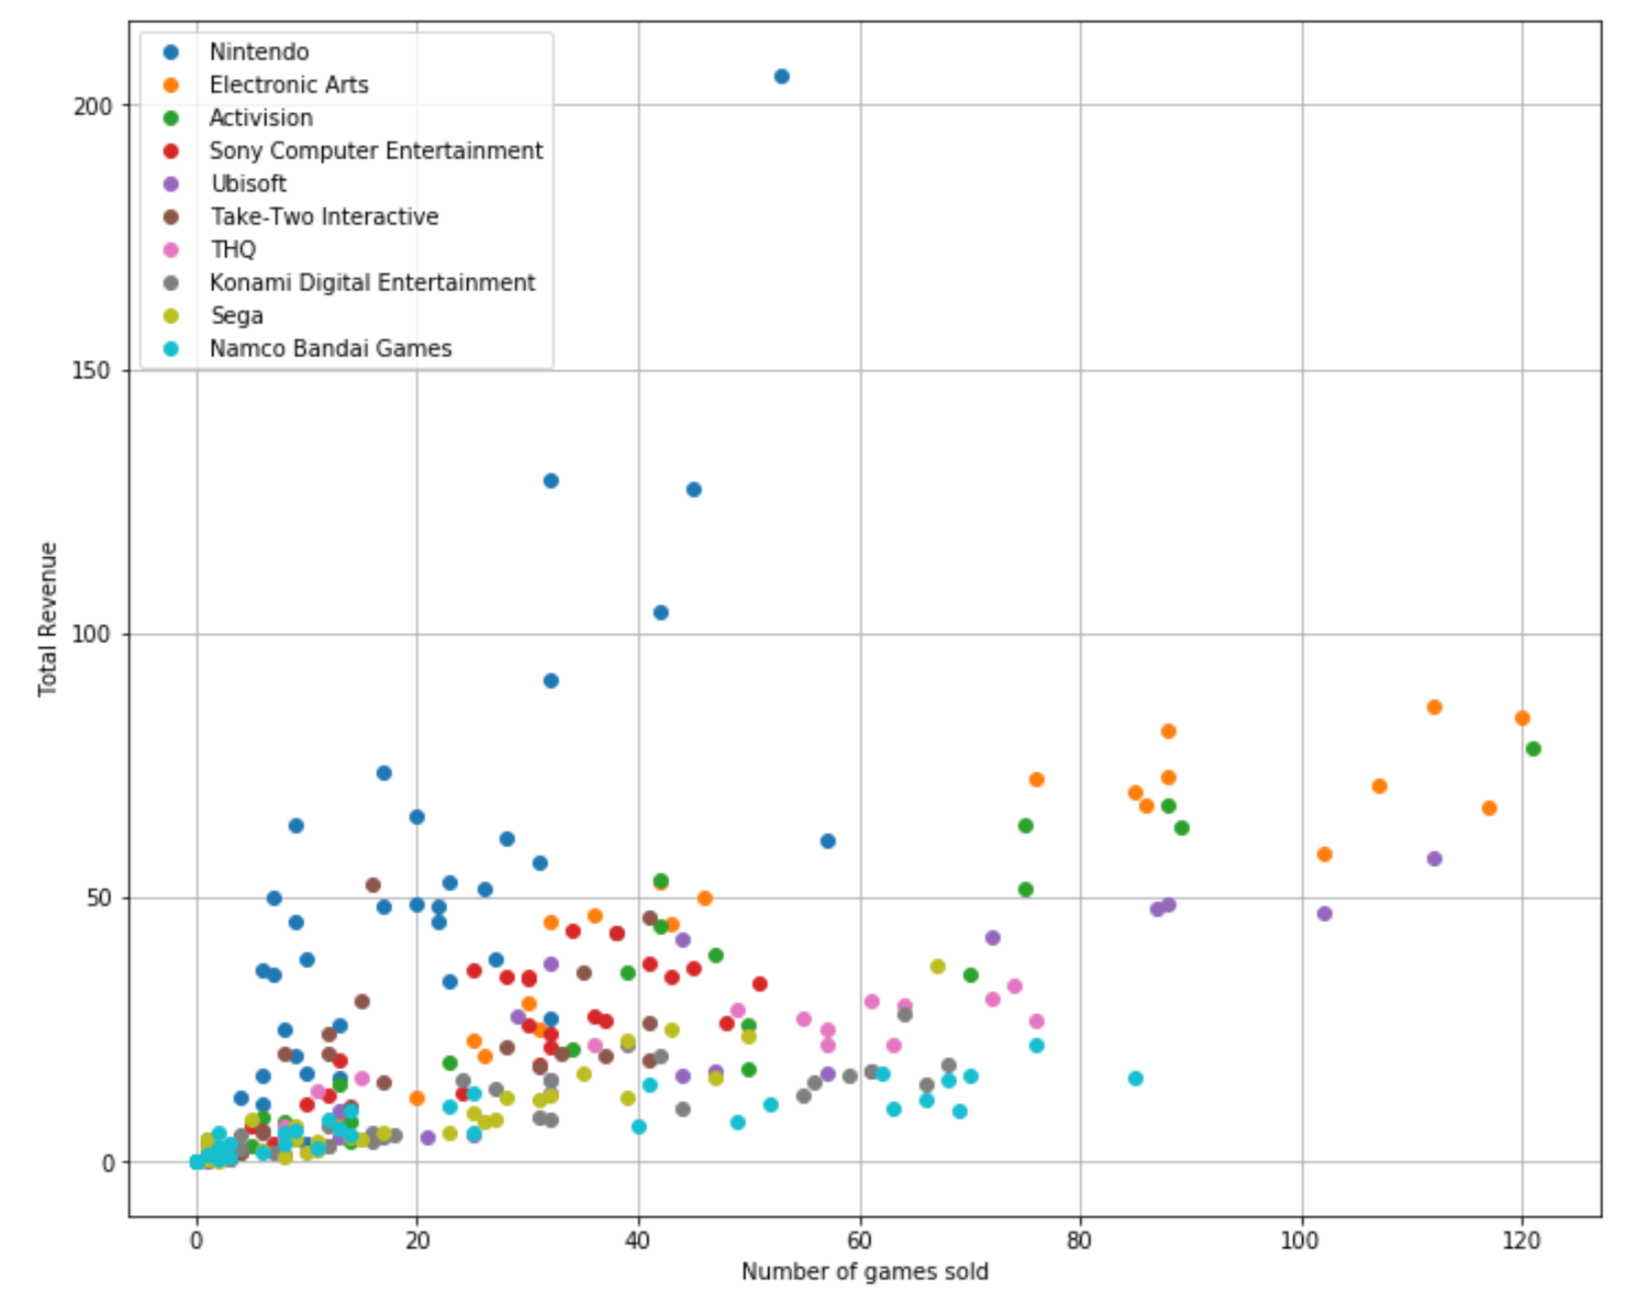 Nintendo
Electronic Arts
Activision
Sony Computer Entertainment
Ubisoft
Take-Two Interactive
THQ
Konami Digital Entertainment
Sega
Namco Bandai Games
200
150
100
50
0
Total Revenue
0 20 40 60 80 100 120
Number of games sold